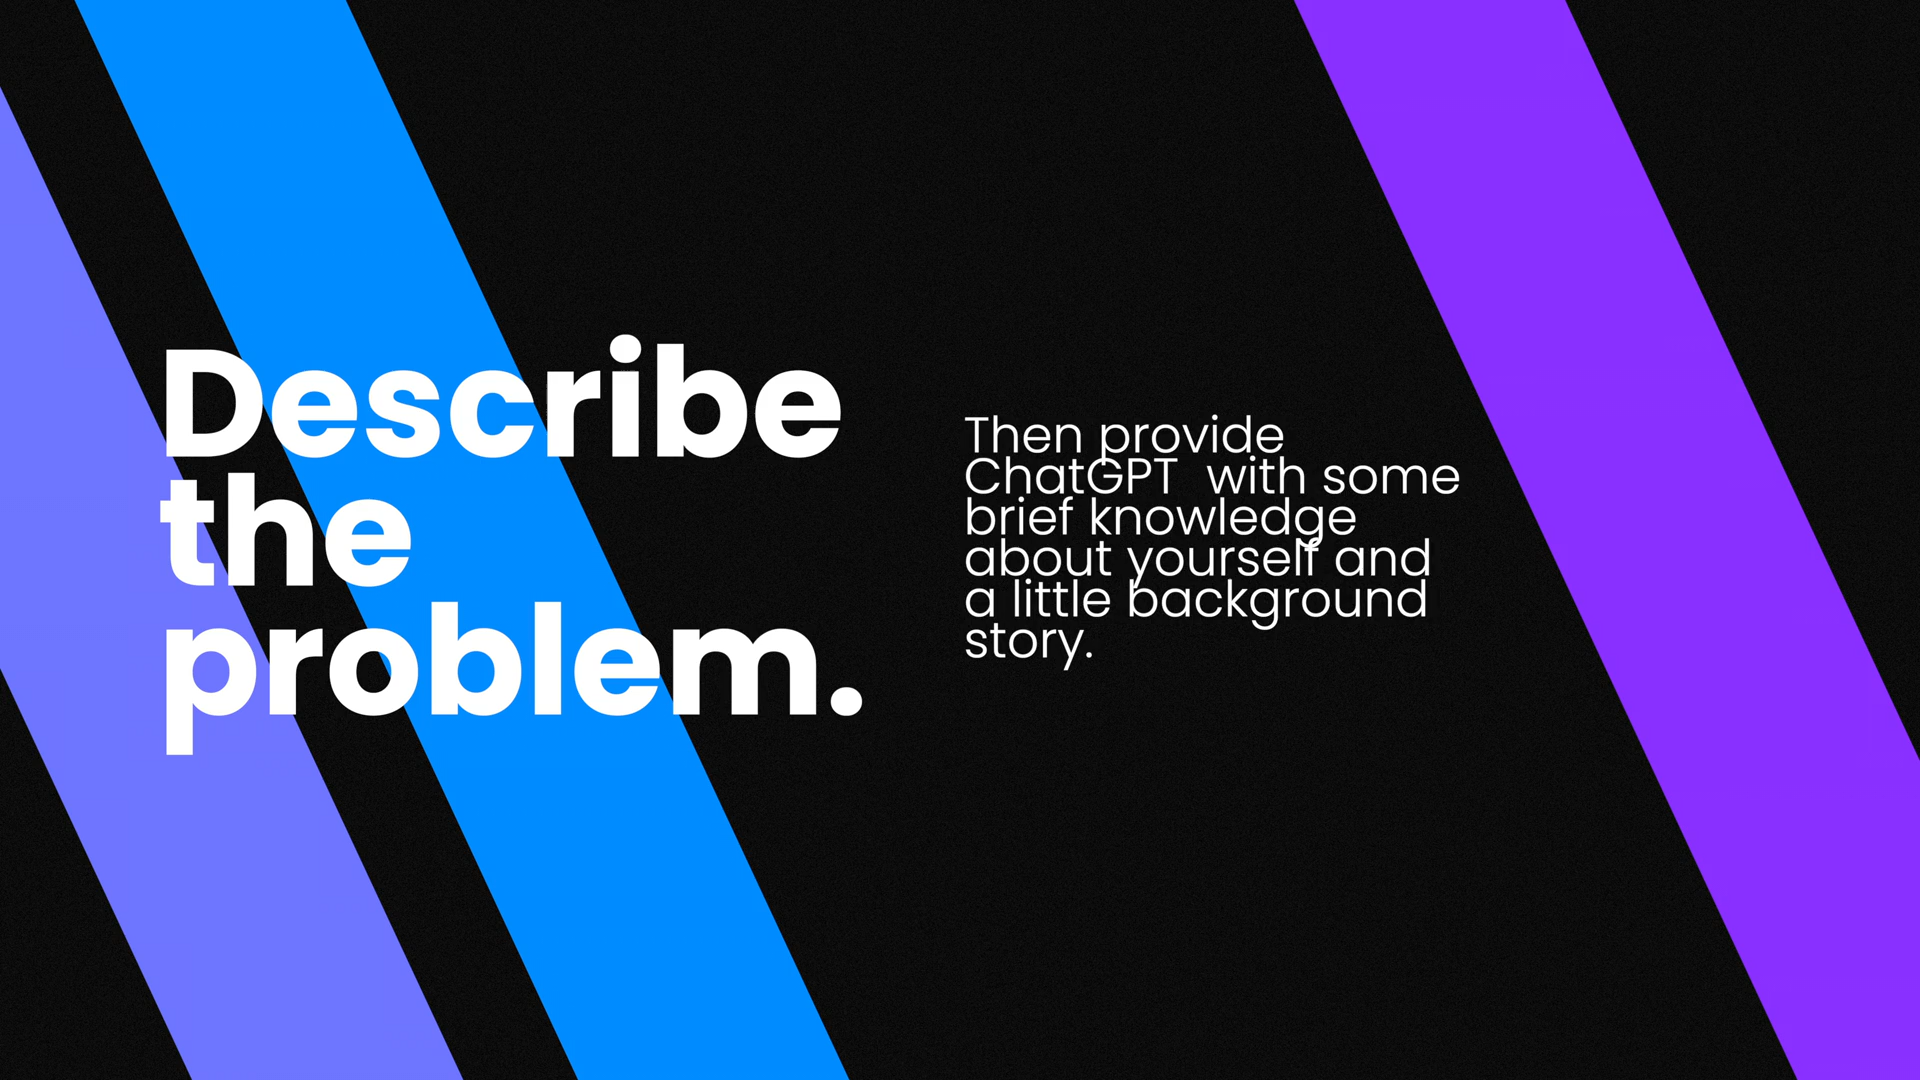 Describe
the
problem.
Then provide
ChatGPT  with some
brief knowledge
about yourself and
a little background
story.